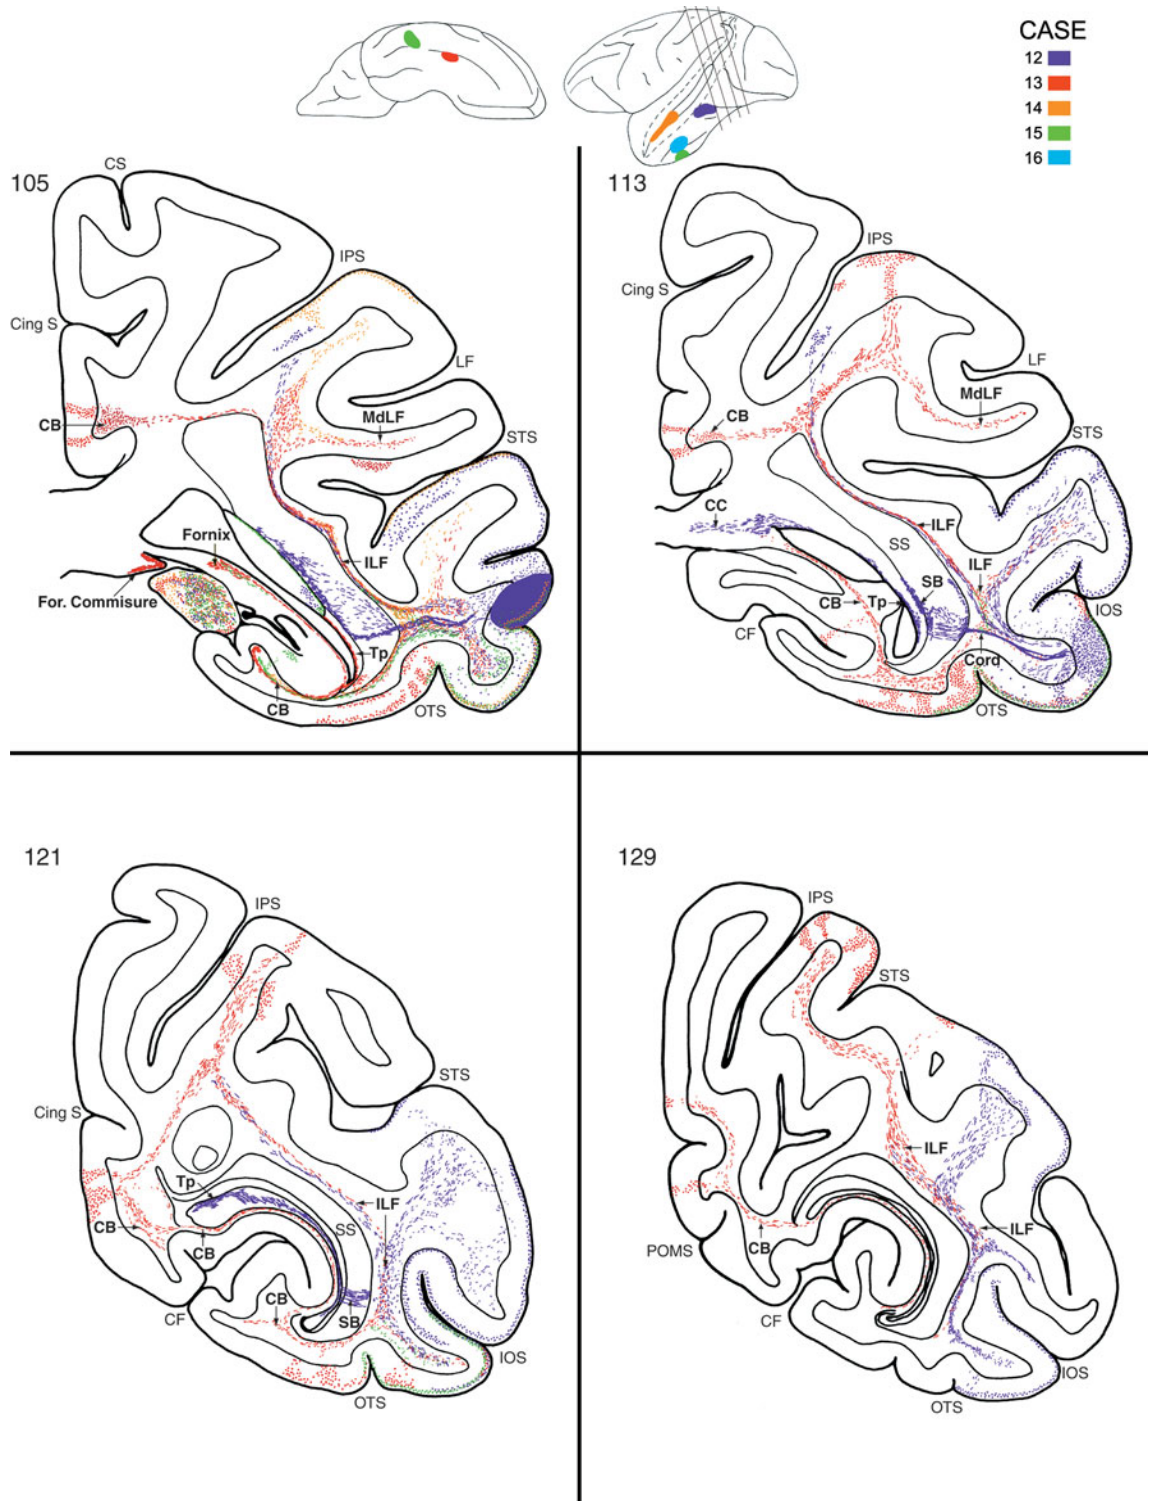 CASE
12
13
14
15
16
105
CS
IPS
Cing S
LF
CB
MdLF
STS
Fornix
ILF
For. Commisure
Tp
CB
OTS
113
IPS
Cing S
LF
MdLF
CB
STS
CC
ILF
SS
ILF
SB
CB
Tp
IOS
CF
Cord
OTS
121
IPS
STS
Cing S
Tp
ILF
SS
CB
CB
CB
SB
CF
IOS
OTS
129
IPS
STS
ILF
ILF
POMS
CB
CF
IOS
OTS